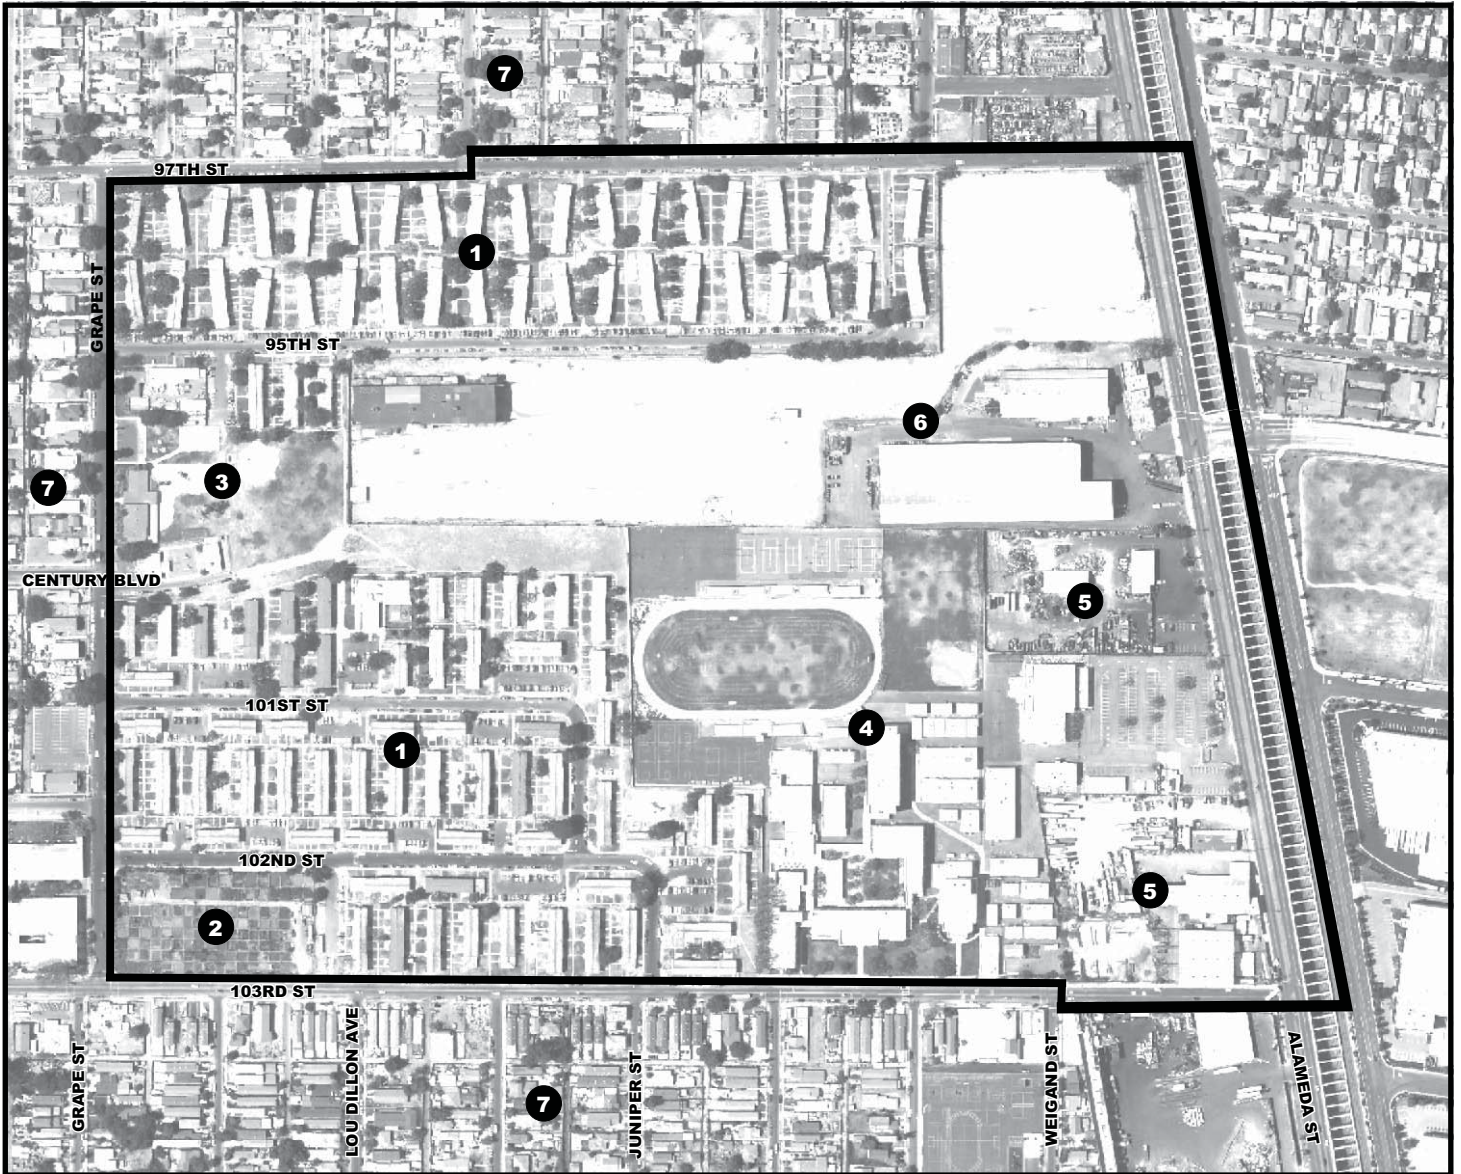 7
97TH ST
1
GRAPE ST
95TH ST
6
3
7
CENTURY BLVD
5
101ST ST
4
1
102ND ST
5
2
103RD ST
GRAPE ST
LOU DILLON AVE
7
JUNIPER ST
WEIGAND ST
ALAMEDA ST